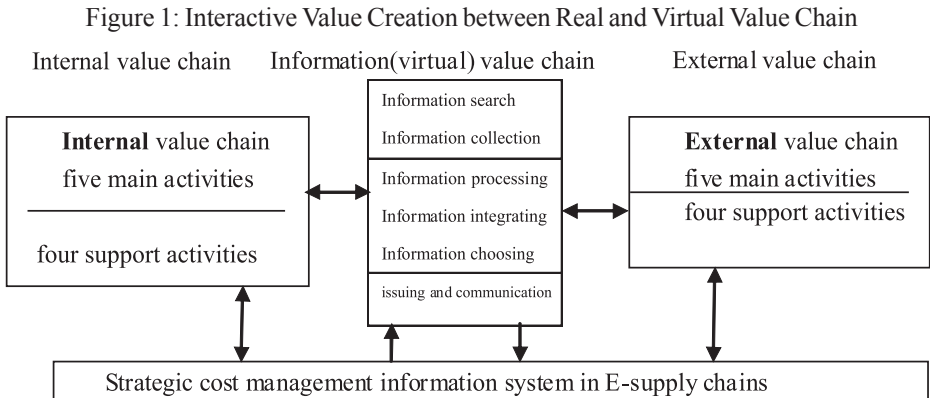 Figure 1: Interactive Value Creation between Real and Virtual Value Chain
Internal value chain
Information(virtual) value chain
External value chain
Internal value chain
five main activities
four support activities
Information search
Information collection
Information processing
Information integrating
Information choosing
issuing and communication
External value chain
five main activities
four support activities
Strategic cost management information system in E-supply chains